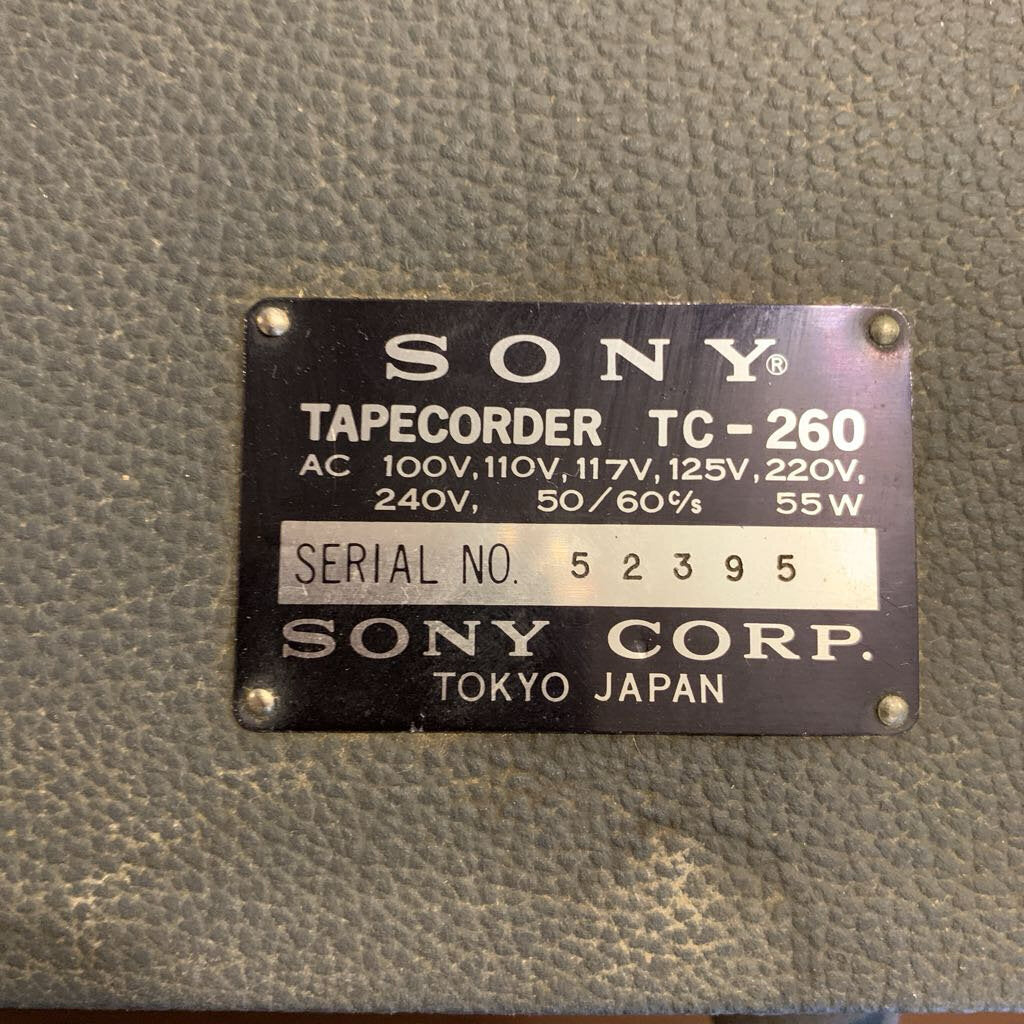 SONY®
TAPECORDER TC-260
AC 100V, 110V, 117V, 125V, 220V,
240V, 50/60 c/s 55W
SERIAL NO. 52395
SONY CORP.
TOKYO JAPAN